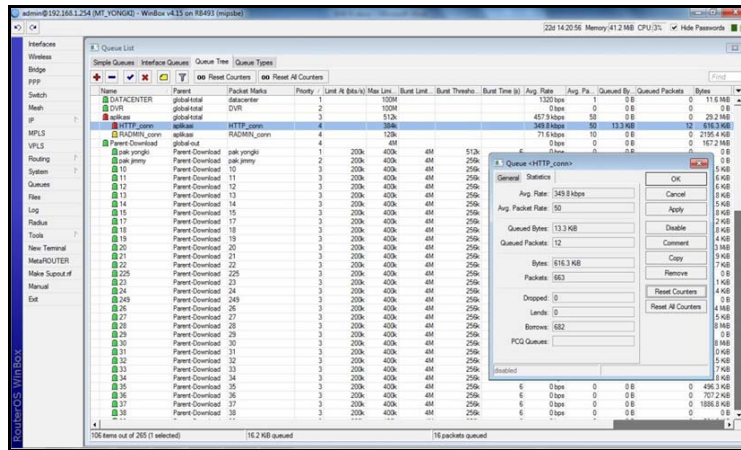 admin@192.168.1.254 (MT_YONGKI) - WinBox v4.15 on RB493 (mipsbe)
22d 14:20:56 Memory: 41.2 MiB CPU: 3% Hide Passwords
Interfaces
Wireless
Bridge
PPP
Switch
Mesh
IP
MPLS
VPLS
Routing
System
Queues
Files
Log
Radius
Tools
New Terminal
MetaROUTER
Make Supout.rif
Manual
Exit
RouterOS WinBox
Queue List
Simple Queues Interface Queues Queue Tree Queue Types
00 Reset Counters 00 Reset All Counters Find
Name Parent Packet Marks Priority Limit At (bits/s) Max Limi... Burst Limit... Burst Thresho... Burst Time (s) Avg. Rate Avg. Pa... Queued By... Queued Packets Bytes
DATACENTER global-total datacenter 1 100M 1320 bps 1 0 B 0 11.6 MiB
DVR global-total DVR 2 100M 0 bps 0 0 B 0 0 B
aplikasi global-total 3 512k 457.9 kbps 58 0 B 0 29.2 MiB
HTTP_conn aplikasi HTTP_conn 4 384k 349.8 kbps 50 13.3 KiB 12 616.3 KiB
RADMIN_conn aplikasi RADMIN_conn 4 128k 71.6 kbps 10 0 B 0 2195.4 KiB
Parent-Download global-out 4 4M 0 bps 0 0 B 0 167.2 MiB
pak yongki Parent-Download pak yongki 1 200k 400k 4M 512k
pak jimmy Parent-Download pak jimmy 2 200k 400k 4M 256k
10 Parent-Download 10 3 200k 400k 4M 256k
11 Parent-Download 11 3 200k 400k 4M 256k
12 Parent-Download 12 3 200k 400k 4M 256k
13 Parent-Download 13 3 200k 400k 4M 256k
14 Parent-Download 14 3 200k 400k 4M 256k
15 Parent-Download 15 3 200k 400k 4M 256k
17 Parent-Download 17 3 200k 400k 4M 256k
18 Parent-Download 18 3 200k 400k 4M 256k
19 Parent-Download 19 3 200k 400k 4M 256k
20 Parent-Download 20 3 200k 400k 4M 256k
21 Parent-Download 21 3 200k 400k 4M 256k
22 Parent-Download 22 3 200k 400k 4M 256k
225 Parent-Download 225 3 200k 400k 4M 256k
23 Parent-Download 23 3 200k 400k 4M 256k
24 Parent-Download 24 3 200k 400k 4M 256k
249 Parent-Download 249 3 200k 400k 4M 256k
26 Parent-Download 26 3 200k 400k 4M 256k
27 Parent-Download 27 3 200k 400k 4M 256k
28 Parent-Download 28 3 200k 400k 4M 256k
29 Parent-Download 29 3 200k 400k 4M 256k
30 Parent-Download 30 3 200k 400k 4M 256k
31 Parent-Download 31 3 200k 400k 4M 256k
32 Parent-Download 32 3 200k 400k 4M 256k
33 Parent-Download 33 3 200k 400k 4M 256k
34 Parent-Download 34 3 200k 400k 4M 256k
35 Parent-Download 35 3 200k 400k 4M 256k 6 0 bps 0 0 B 0 496.3 KiB
36 Parent-Download 36 3 200k 400k 4M 256k 6 0 bps 0 0 B 0 707.2 KiB
37 Parent-Download 37 3 200k 400k 4M 256k 6 0 bps 0 0 B 0 1886.8 KiB
38 Parent-Download 38 3 200k 400k 4M 256k 6 0 bps 0 0 B 0 0 B
106 items out of 265 (1 selected) 16.2 KiB queued 16 packets queued
Queue <HTTP_conn>
General Statistics
Avg. Rate: 349.8 kbps
Avg. Packet Rate: 50
Queued Bytes: 13.3 KiB
Queued Packets: 12
Bytes: 616.3 KiB
Packets: 663
Dropped: 0
Lends: 0
Borrows: 682
PCQ Queues:
disabled
OK
Cancel
Apply
Disable
Comment
Copy
Remove
Reset Counters
Reset All Counters